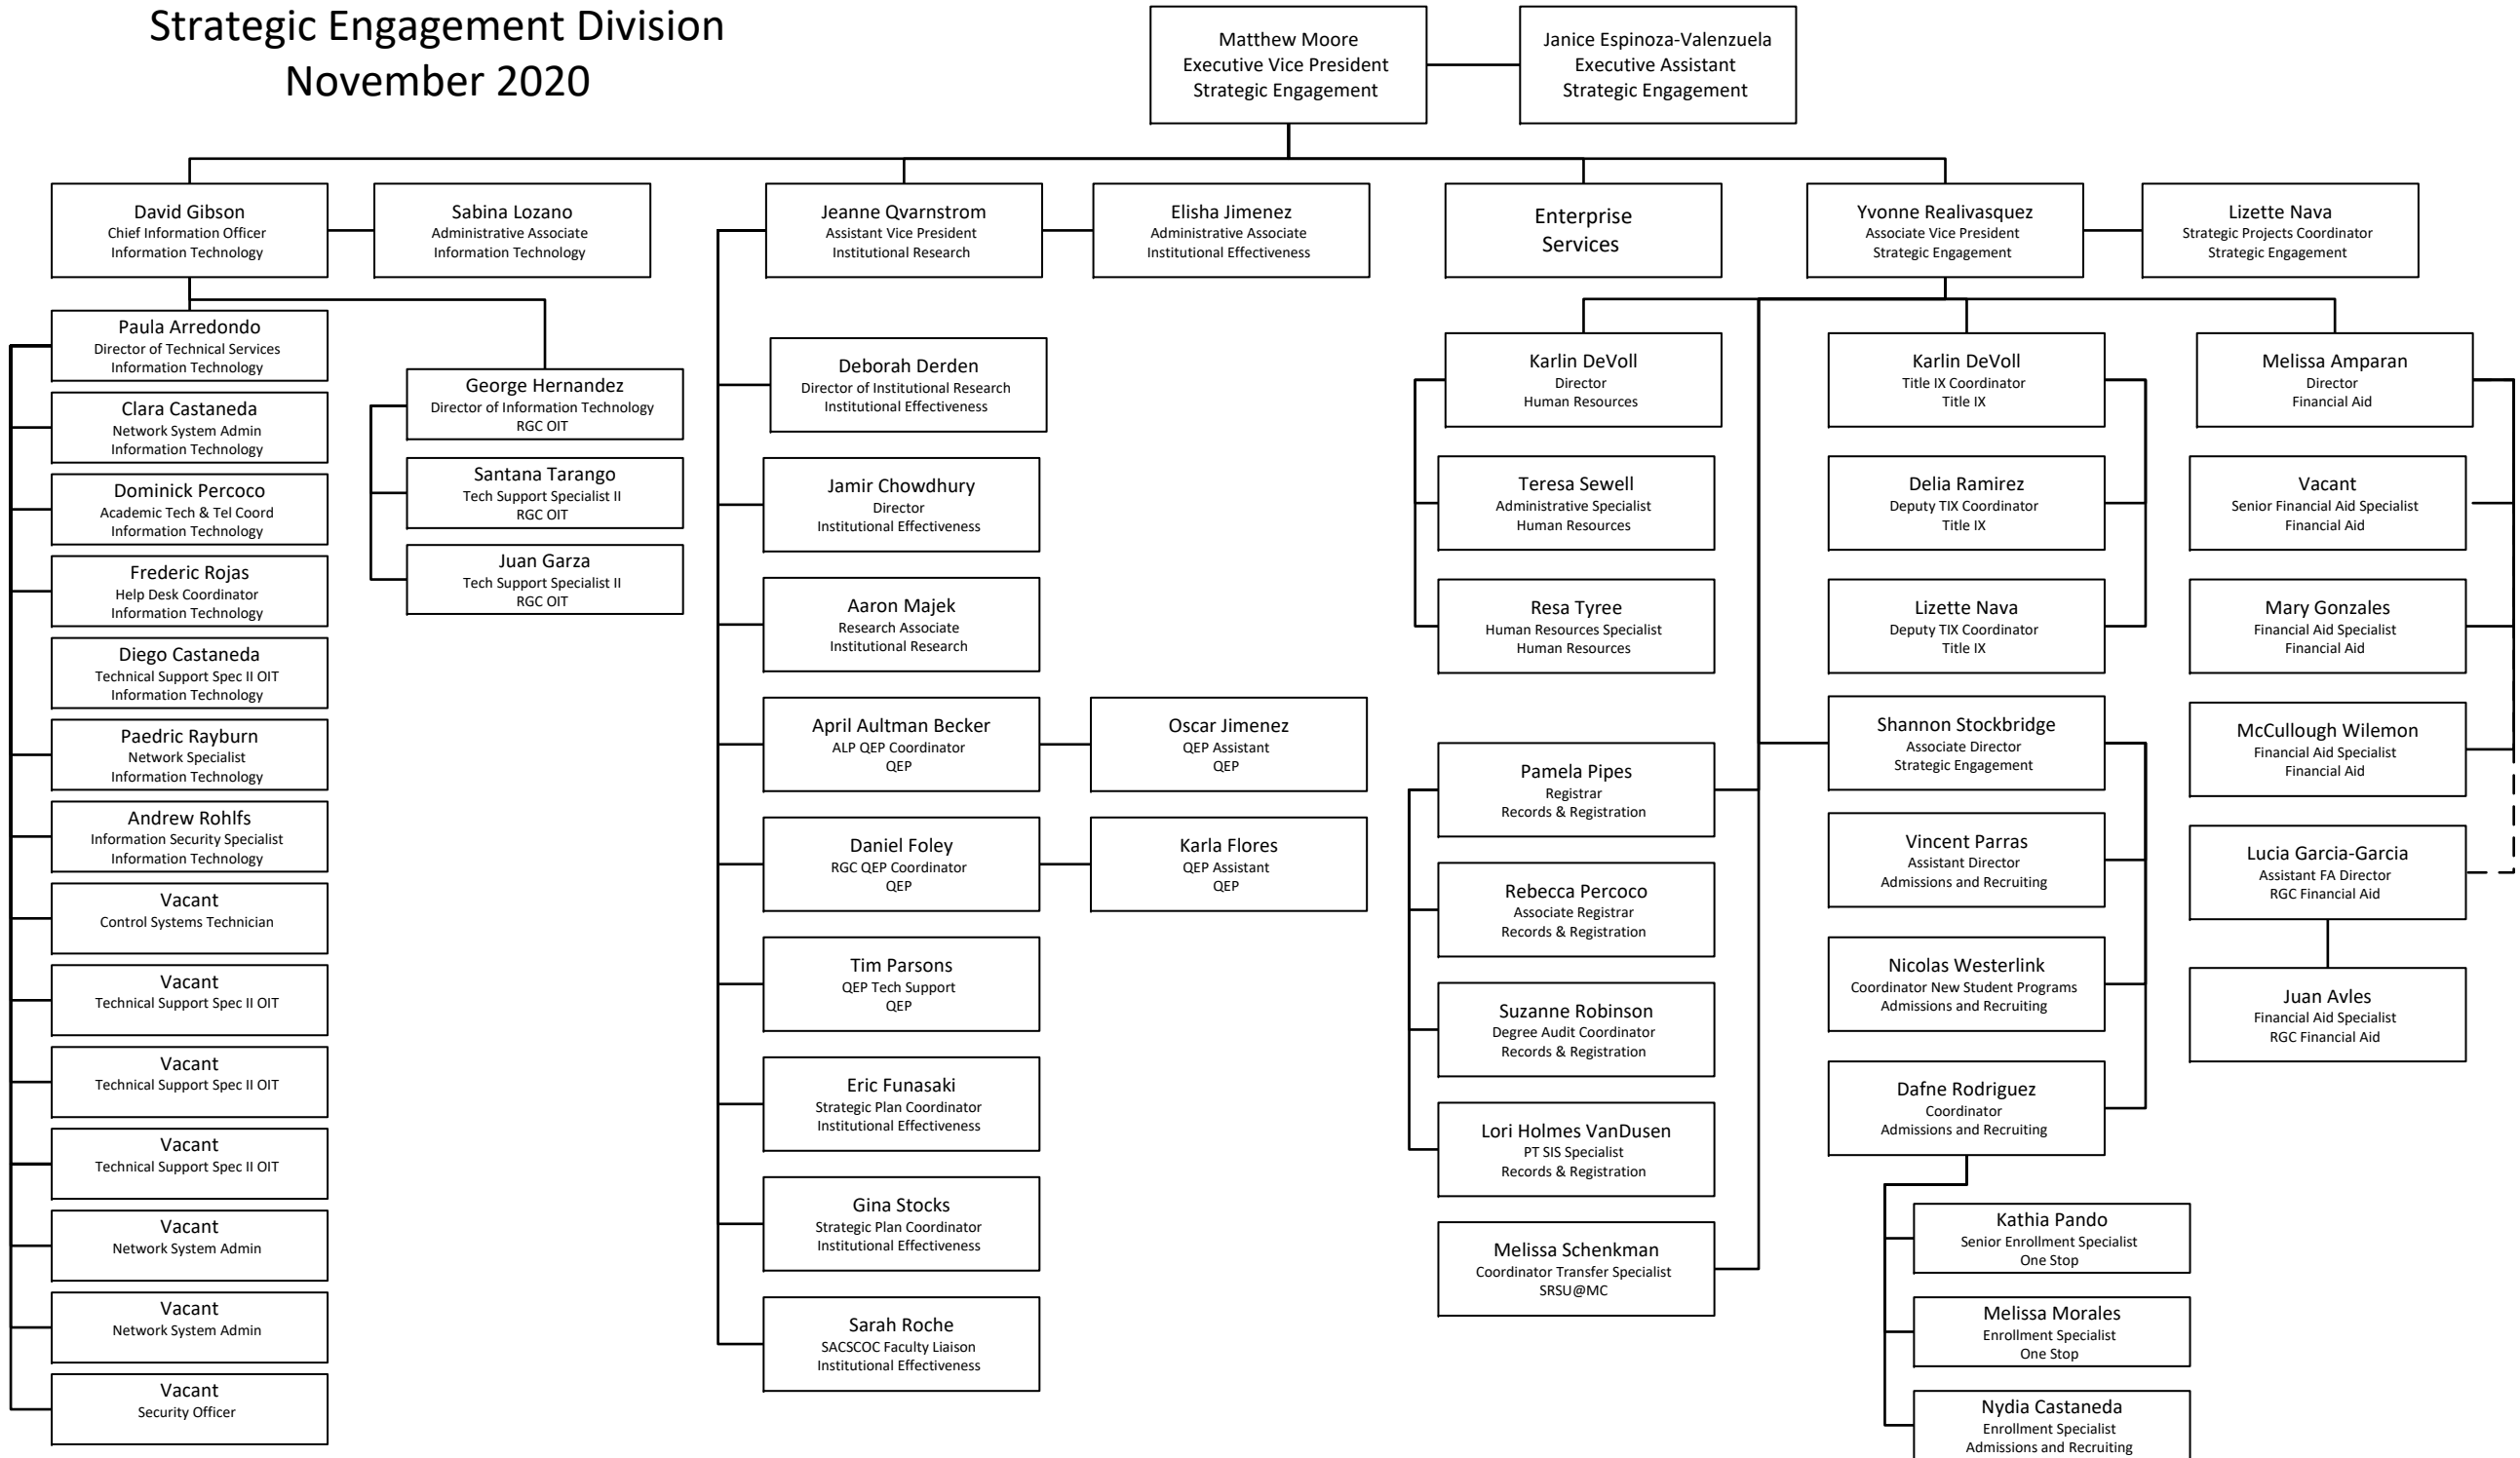 Strategic Engagement Division
November 2020
Matthew Moore
Executive Vice President
Strategic Engagement
Janice Espinoza-Valenzuela
Executive Assistant
Strategic Engagement
David Gibson
Chief Information Officer
Information Technology
Sabina Lozano
Administrative Associate
Information Technology
Jeanne Qvarnstrom
Assistant Vice President
Institutional Research
Elisha Jimenez
Administrative Associate
Institutional Effectiveness
Enterprise
Services
Yvonne Realivasquez
Associate Vice President
Strategic Engagement
Lizette Nava
Strategic Projects Coordinator
Strategic Engagement
Paula Arredondo
Director of Technical Services
Information Technology
Clara Castaneda
Network System Admin
Information Technology
Dominick Percoco
Academic Tech & Tel Coord
Information Technology
Frederic Rojas
Help Desk Coordinator
Information Technology
Diego Castaneda
Technical Support Spec II OIT
Information Technology
Paedric Rayburn
Network Specialist
Information Technology
Andrew Rohlfs
Information Security Specialist
Information Technology
Vacant
Control Systems Technician
Vacant
Technical Support Spec II OIT
Vacant
Technical Support Spec II OIT
Vacant
Technical Support Spec II OIT
Vacant
Network System Admin
Vacant
Network System Admin
Vacant
Security Officer
George Hernandez
Director of Information Technology
RGC OIT
Santana Tarango
Tech Support Specialist II
RGC OIT
Juan Garza
Tech Support Specialist II
RGC OIT
Deborah Derden
Director of Institutional Research
Institutional Effectiveness
Jamir Chowdhury
Director
Institutional Effectiveness
Aaron Majek
Research Associate
Institutional Research
April Aultman Becker
ALP QEP Coordinator
QEP
Oscar Jimenez
QEP Assistant
QEP
Daniel Foley
RGC QEP Coordinator
QEP
Karla Flores
QEP Assistant
QEP
Tim Parsons
QEP Tech Support
QEP
Eric Funasaki
Strategic Plan Coordinator
Institutional Effectiveness
Gina Stocks
Strategic Plan Coordinator
Institutional Effectiveness
Sarah Roche
SACSCOC Faculty Liaison
Institutional Effectiveness
Karlin DeVoll
Director
Human Resources
Teresa Sewell
Administrative Specialist
Human Resources
Resa Tyree
Human Resources Specialist
Human Resources
Pamela Pipes
Registrar
Records & Registration
Rebecca Percoco
Associate Registrar
Records & Registration
Suzanne Robinson
Degree Audit Coordinator
Records & Registration
Lori Holmes VanDusen
PT SIS Specialist
Records & Registration
Melissa Schenkman
Coordinator Transfer Specialist
SRSU@MC
Karlin DeVoll
Title IX Coordinator
Title IX
Delia Ramirez
Deputy TIX Coordinator
Title IX
Lizette Nava
Deputy TIX Coordinator
Title IX
Shannon Stockbridge
Associate Director
Strategic Engagement
Vincent Parras
Assistant Director
Admissions and Recruiting
Nicolas Westerlink
Coordinator New Student Programs
Admissions and Recruiting
Dafne Rodriguez
Coordinator
Admissions and Recruiting
Kathia Pando
Senior Enrollment Specialist
One Stop
Melissa Morales
Enrollment Specialist
One Stop
Nydia Castaneda
Enrollment Specialist
Admissions and Recruiting
Melissa Amparan
Director
Financial Aid
Vacant
Senior Financial Aid Specialist
Financial Aid
Mary Gonzales
Financial Aid Specialist
Financial Aid
McCullough Wilemon
Financial Aid Specialist
Financial Aid
Lucia Garcia-Garcia
Assistant FA Director
RGC Financial Aid
Juan Avles
Financial Aid Specialist
RGC Financial Aid